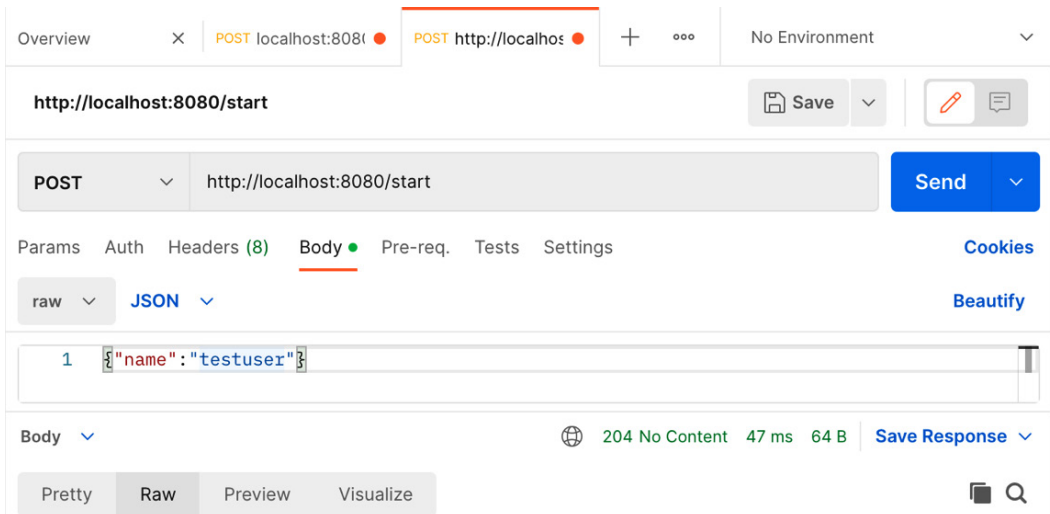 Overview POST localhost:808( POST http://localhos No Environment
http://localhost:8080/start Save
POST http://localhost:8080/start Send
Params Auth Headers (8) Body Pre-req. Tests Settings Cookies
raw JSON Beautify
1 {"name":"testuser"}
Body 204 No Content 47 ms 64 B Save Response
Pretty Raw Preview Visualize